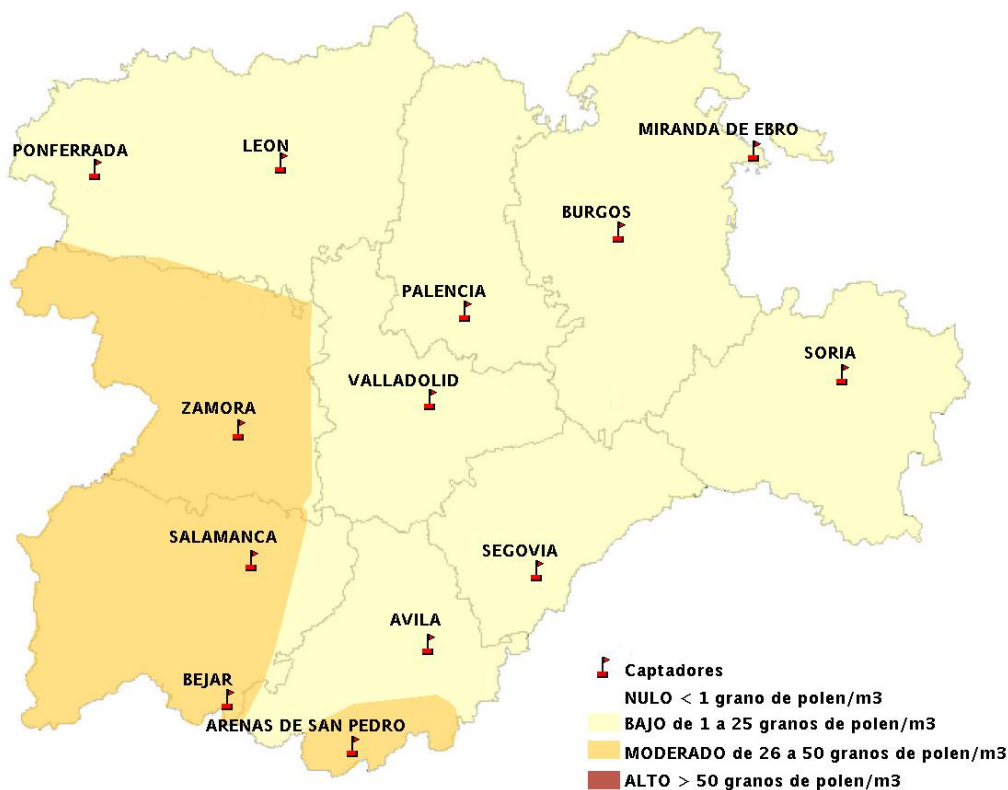 MIRANDA DE EBRO
LEON
PONFERRADA
BURGOS
PALENCIA
SORIA
VALLADOLID
ZAMORA
SALAMANCA
SEGOVIA
AVILA
BEJAR
ARENAS DE SAN PEDRO
Captadores
NULO < 1 grano de polen/m3
BAJO de 1 a 25 granos de polen/m3
MODERADO de 26 a 50 granos de polen/m3
ALTO > 50 granos de polen/m3